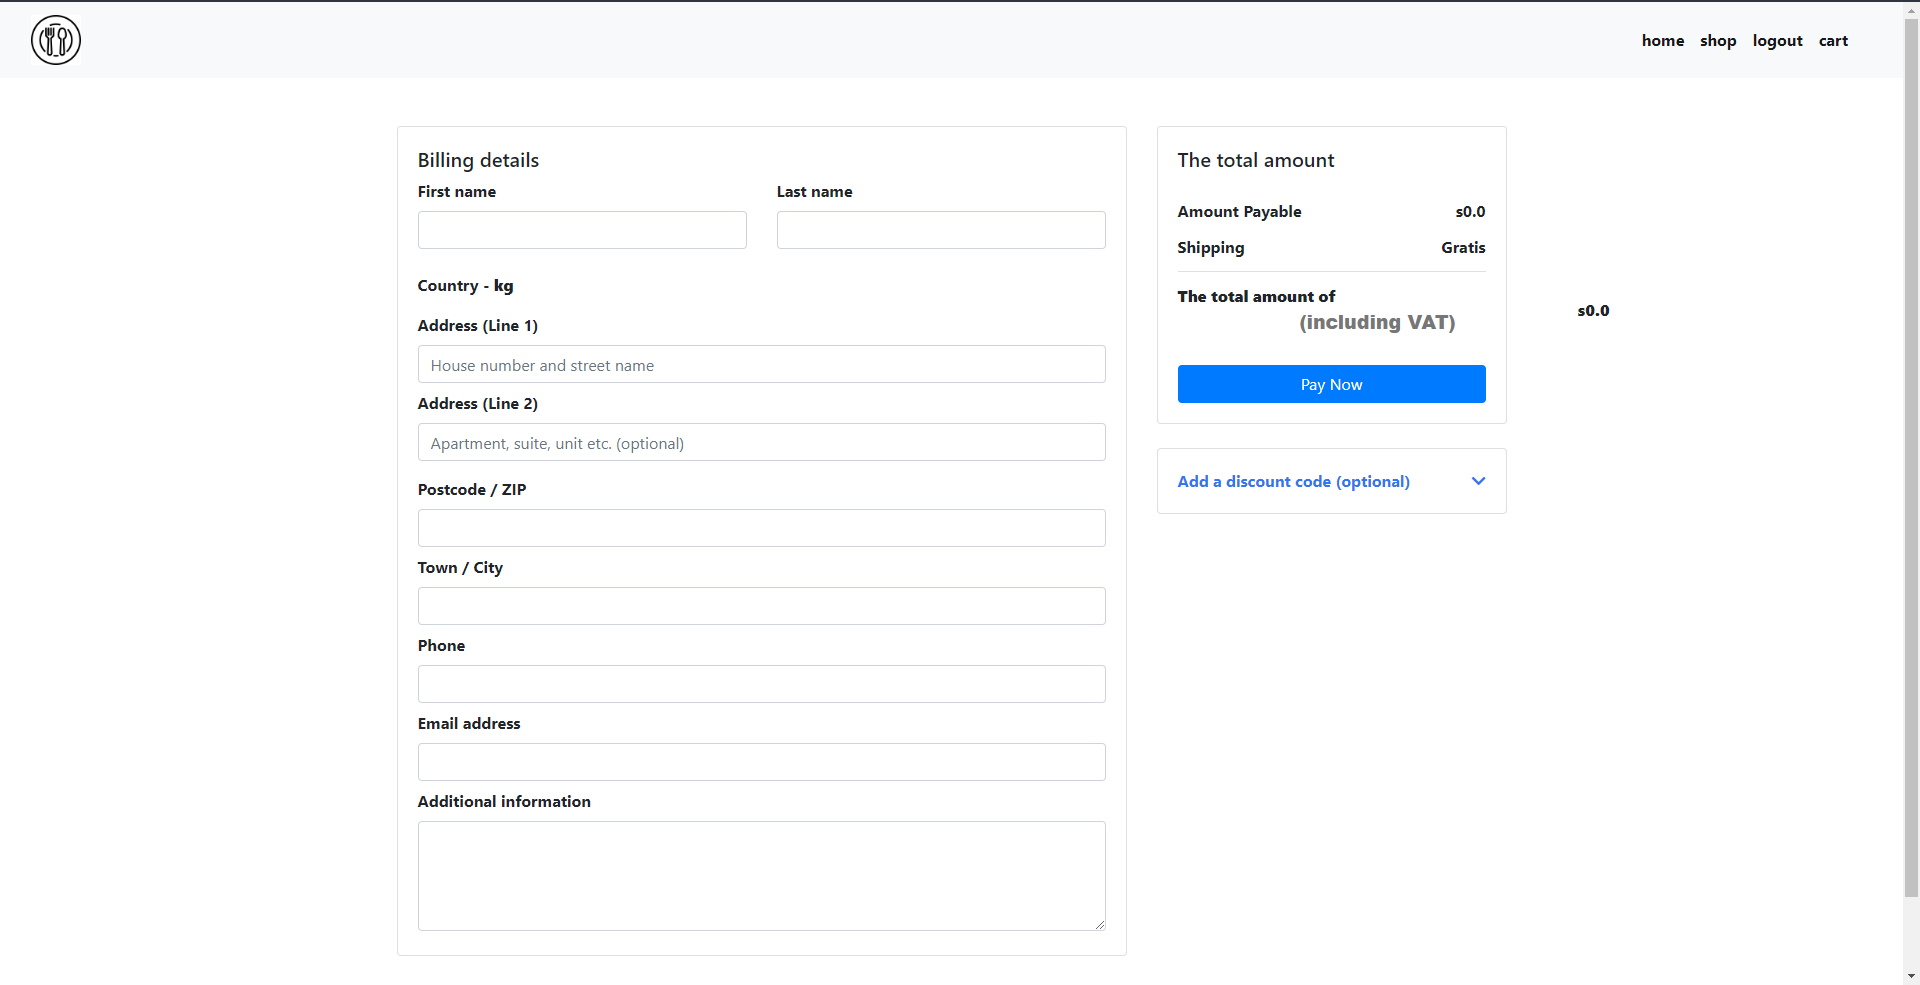 home shop logout cart
Billing details
First name Last name
Country - kg
Address (Line 1)
House number and street name
Address (Line 2)
Apartment, suite, unit etc. (optional)
Postcode / ZIP
Town / City
Phone
Email address
Additional information
The total amount
Amount Payable s0.0
Shipping Gratis
The total amount of
(including VAT)
s0.0
Pay Now
Add a discount code (optional)